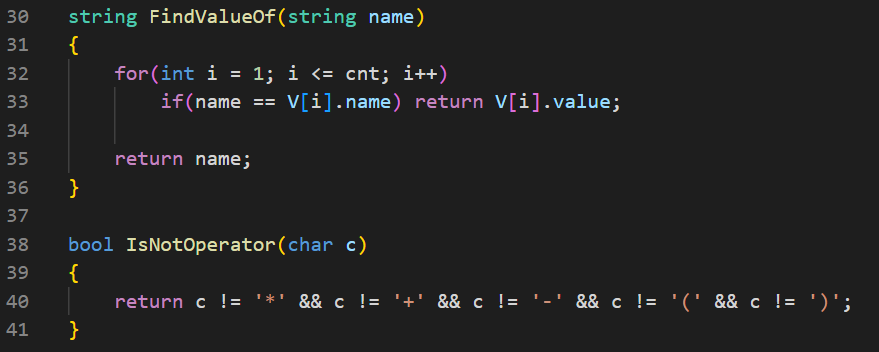 30 string FindValueOf(string name)
31 {
32     for(int i = 1; i <= cnt; i++)
33         if(name == V[i].name) return V[i].value;
34
35     return name;
36 }
37
38 bool IsNotOperator(char c)
39 {
40     return c != '*' && c != '+' && c != '-' && c != '(' && c != ')';
41 }